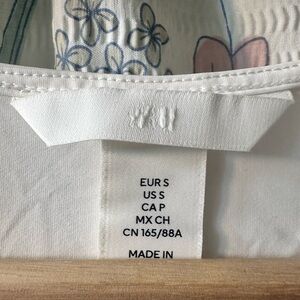 EUR S
US S
CA P
MX CH
CN 165/88A
MADE IN